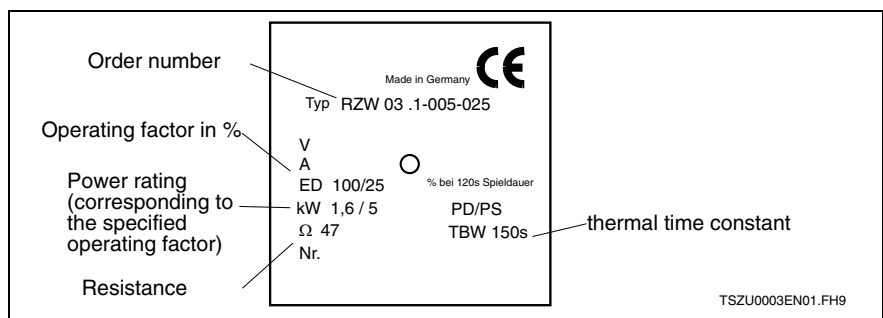 Order number
Made in Germany CE
Typ RZW 03 .1-005-025
Operating factor in %
V
A
ED 100/25 % bei 120s Spieldauer
Power rating
(corresponding to
the specified
operating factor)
kW 1,6 / 5 PD/PS
Ω 47 TBW 150s
thermal time constant
Nr.
Resistance
TSZU0003EN01.FH9